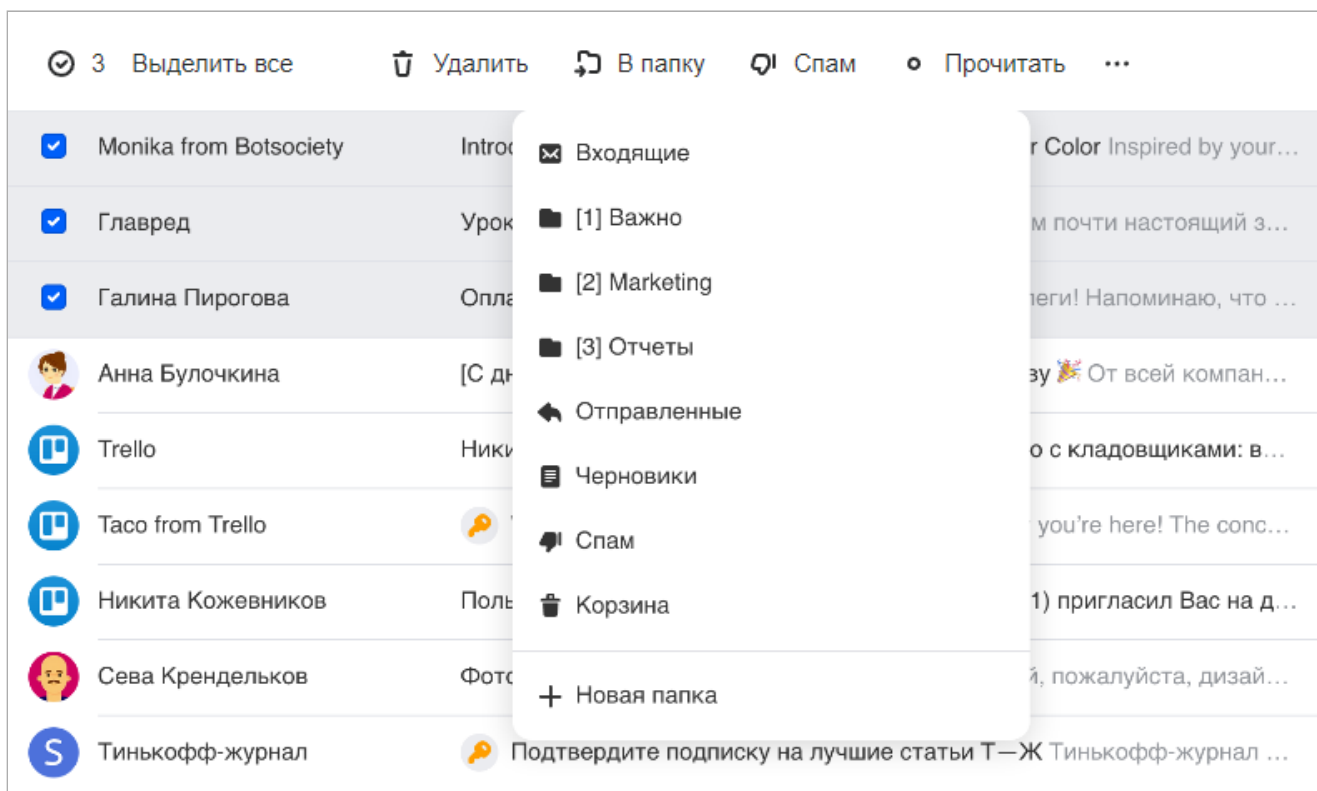 3 Выделить все Удалить В папку Спам Прочитать ...
Monika from Botsociety r Color Inspired by your…
Входящие
Главред Урок м почти настоящий з…
[1] Важно
[2] Marketing
Галина Пирогова Опла Напоминаю, что …
[3] Отчеты
Анна Булочкина [С дн ву От всей компан…
Отправленные
Trello Ники о с кладовщиками: в…
Черновики
Taco from Trello you're here! The conc…
Спам
Никита Кожевников Поль 1) пригласил Вас на д…
Корзина
Сева Крендельков Фото й, пожалуйста, дизай…
Новая папка
S Тинькофф-журнал Подтвердите подписку на лучшие статьи Т—Ж Тинькофф-журнал …